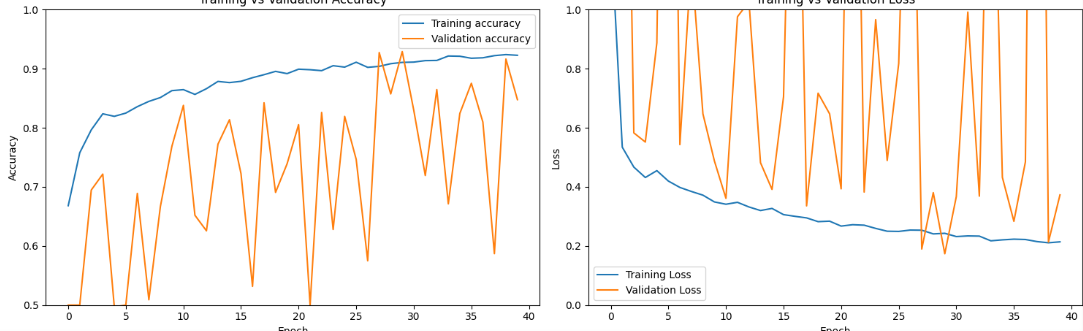 Training vs Validation Accuracy
1.0
0.9
0.8
0.7
0.6
0.5
Accuracy
Training accuracy
Validation accuracy
0 5 10 15 20 25 30 35 40
Epoch
Training vs Validation Loss
1.0
0.8
0.6
0.4
0.2
0.0
Loss
Training Loss
Validation Loss
0 5 10 15 20 25 30 35 40
Epoch